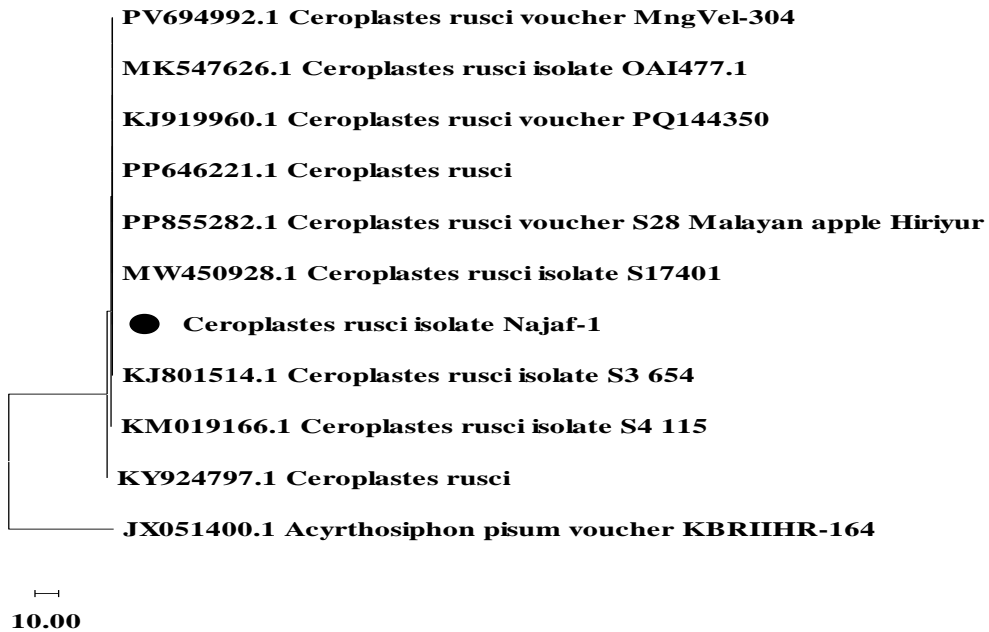 PV694992.1 Ceroplastes rusci voucher MngVel-304
MK547626.1 Ceroplastes rusci isolate OAI477.1
KJ919960.1 Ceroplastes rusci voucher PQ144350
PP646221.1 Ceroplastes rusci
PP855282.1 Ceroplastes rusci voucher S28 Malayan apple Hiriyur
MW450928.1 Ceroplastes rusci isolate S17401
Ceroplastes rusci isolate Najaf-1
KJ801514.1 Ceroplastes rusci isolate S3 654
KM019166.1 Ceroplastes rusci isolate S4 115
KY924797.1 Ceroplastes rusci
JX051400.1 Acyrthosiphon pisum voucher KBRIIHR-164
10.00